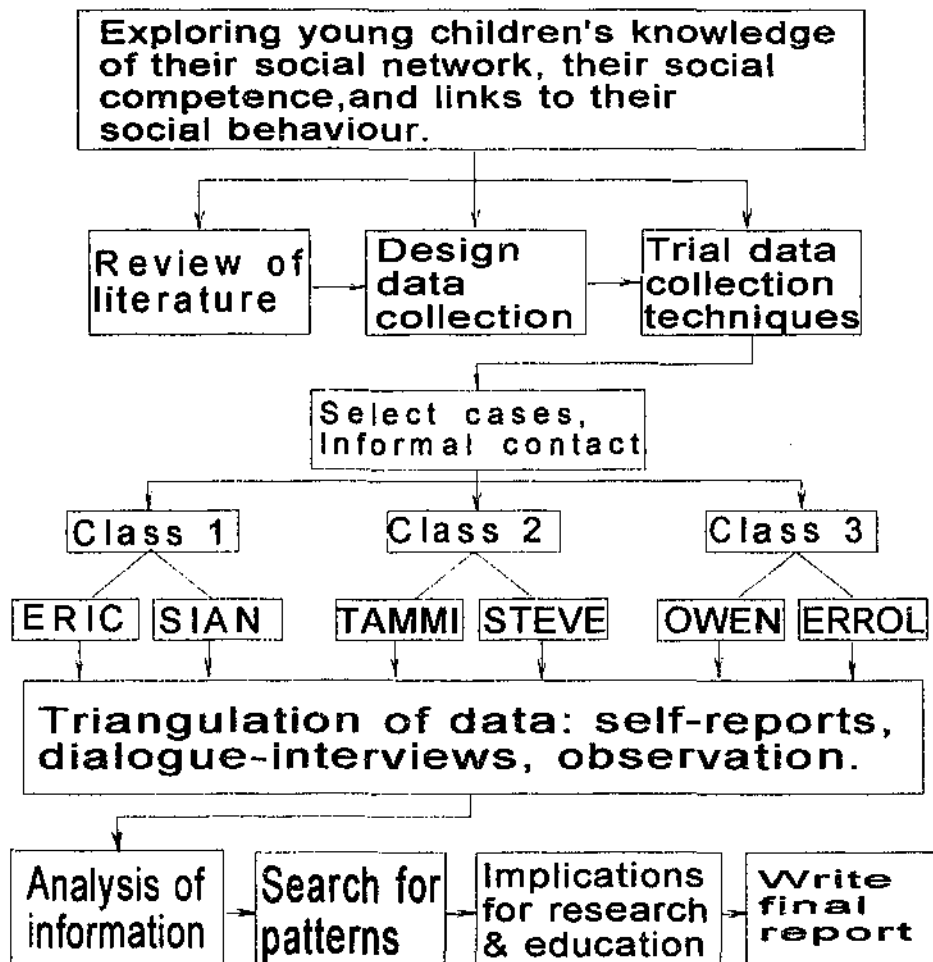 Exploring young children's knowledge
of their social network, their social
competence,and links to their
social behaviour.
Review of
literature
Design
data
collection
Trial data
collection
techniques
Select cases,
Informal contact
Class 1
Class 2
Class 3
ERIC
SIAN
TAMMI
STEVE
OWEN
ERROL
Triangulation of data: self-reports,
dialogue-interviews, observation.
Analysis of
information
Search for
patterns
Implications
for research
& education
Write
final
report